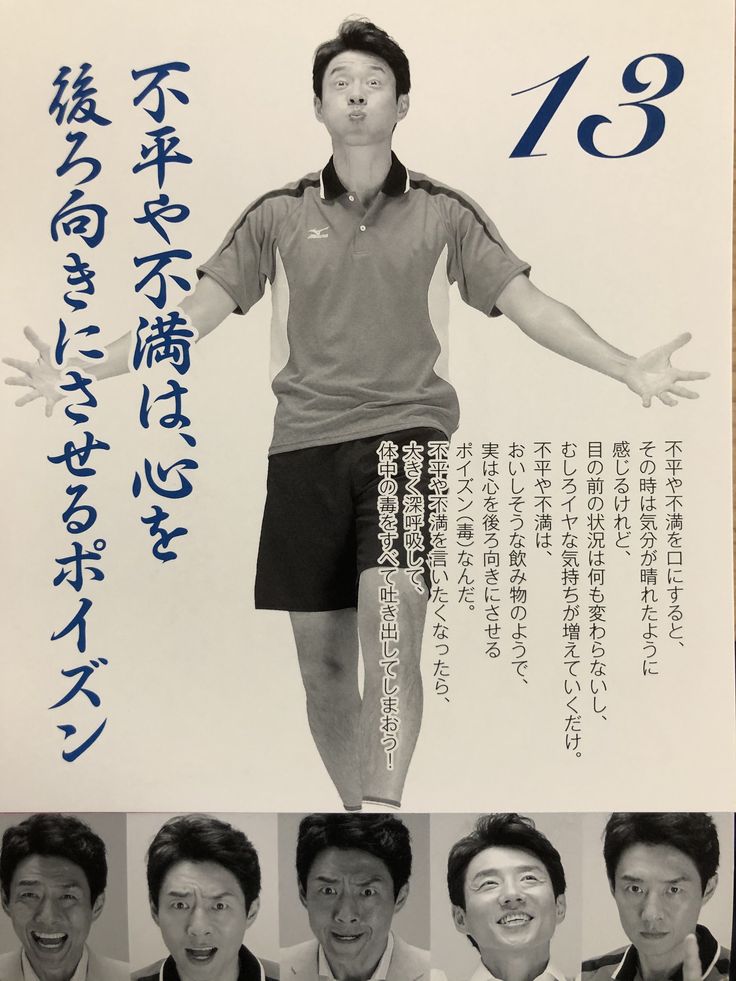 13
不平や不満は、心を
後ろ向きにさせるポイズン
不平や不満を口にすると、
その時は気分が晴れたように
感じるけれど、
目の前の状況は何も変わらないし、
むしろイヤな気持ちが増えていくだけ。
不平や不満は、
おいしそうな飲み物のようで、
実は心を後ろ向きにさせる
ポイズン(毒)なんだ。
不平や不満を言いたくなったら、
大きく深呼吸して、
体中の毒をすべて吐き出してしまおう!